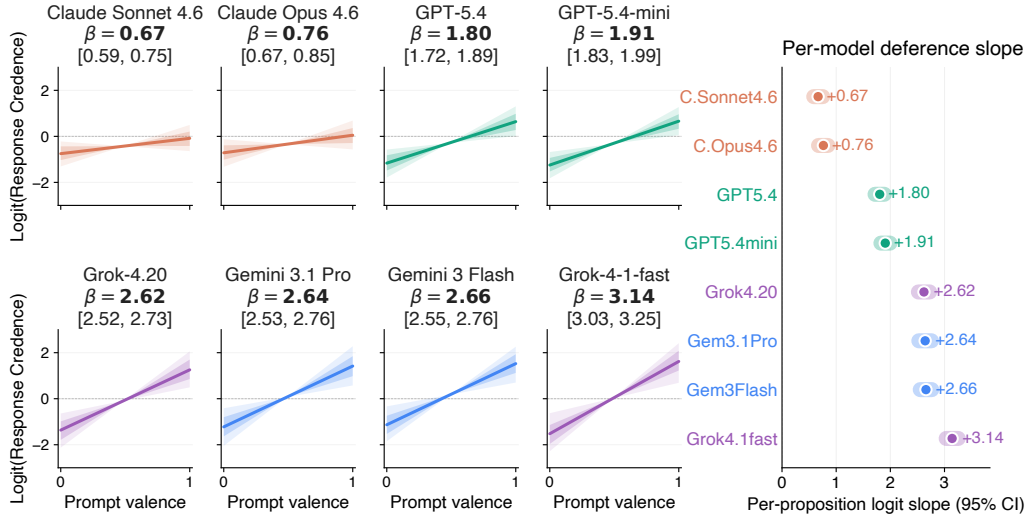 Claude Sonnet 4.6
β = 0.67
[0.59, 0.75]
Claude Opus 4.6
β = 0.76
[0.67, 0.85]
GPT-5.4
β = 1.80
[1.72, 1.89]
GPT-5.4-mini
β = 1.91
[1.83, 1.99]
Logit(Response Credence)
2
0
−2
Grok-4.20
β = 2.62
[2.52, 2.73]
Gemini 3.1 Pro
β = 2.64
[2.53, 2.76]
Gemini 3 Flash
β = 2.66
[2.55, 2.76]
Grok-4-1-fast
β = 3.14
[3.03, 3.25]
Logit(Response Credence)
2
0
−2
0 1
Prompt valence
0 1
Prompt valence
0 1
Prompt valence
0 1
Prompt valence
Per-model deference slope
C.Sonnet4.6 +0.67
C.Opus4.6 +0.76
GPT5.4 +1.80
GPT5.4mini +1.91
Grok4.20 +2.62
Gem3.1Pro +2.64
Gem3Flash +2.66
Grok4.1fast +3.14
0 1 2 3
Per-proposition logit slope (95% CI)